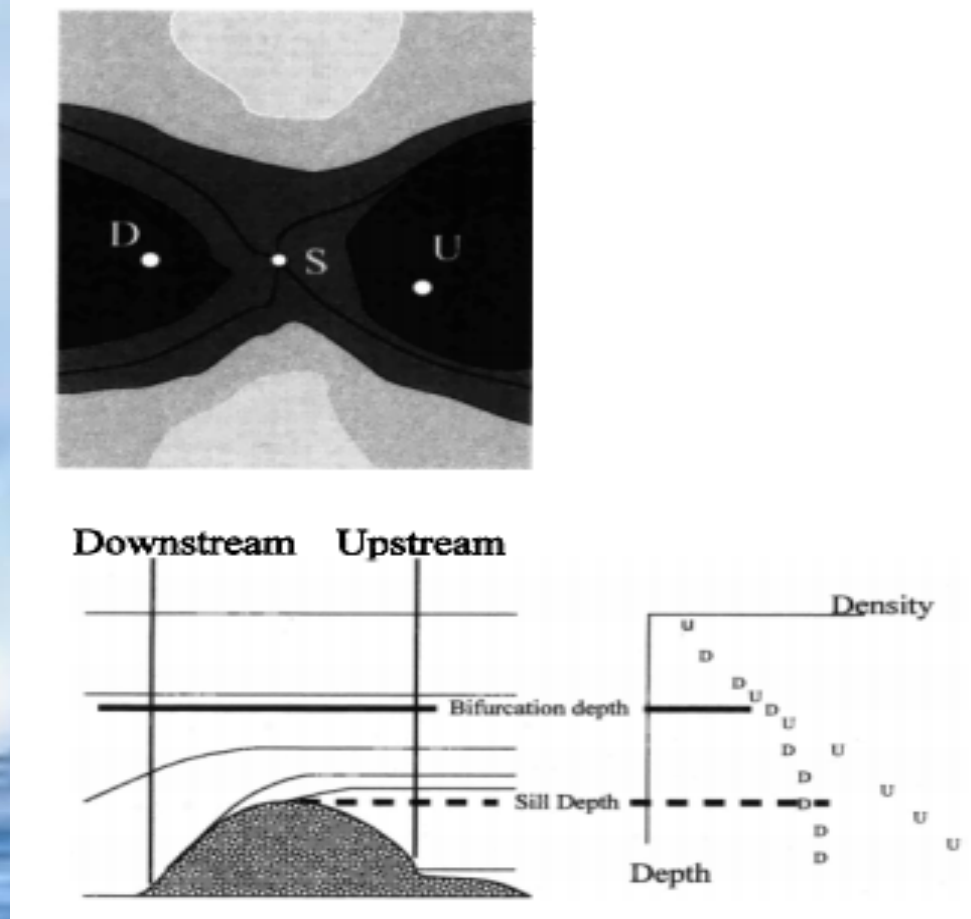 D
S
U
Downstream Upstream
Density
U
D
D
U
Bifurcation depth
D
U
D U
D
U
Sill Depth
D
U
D
U
D
Depth